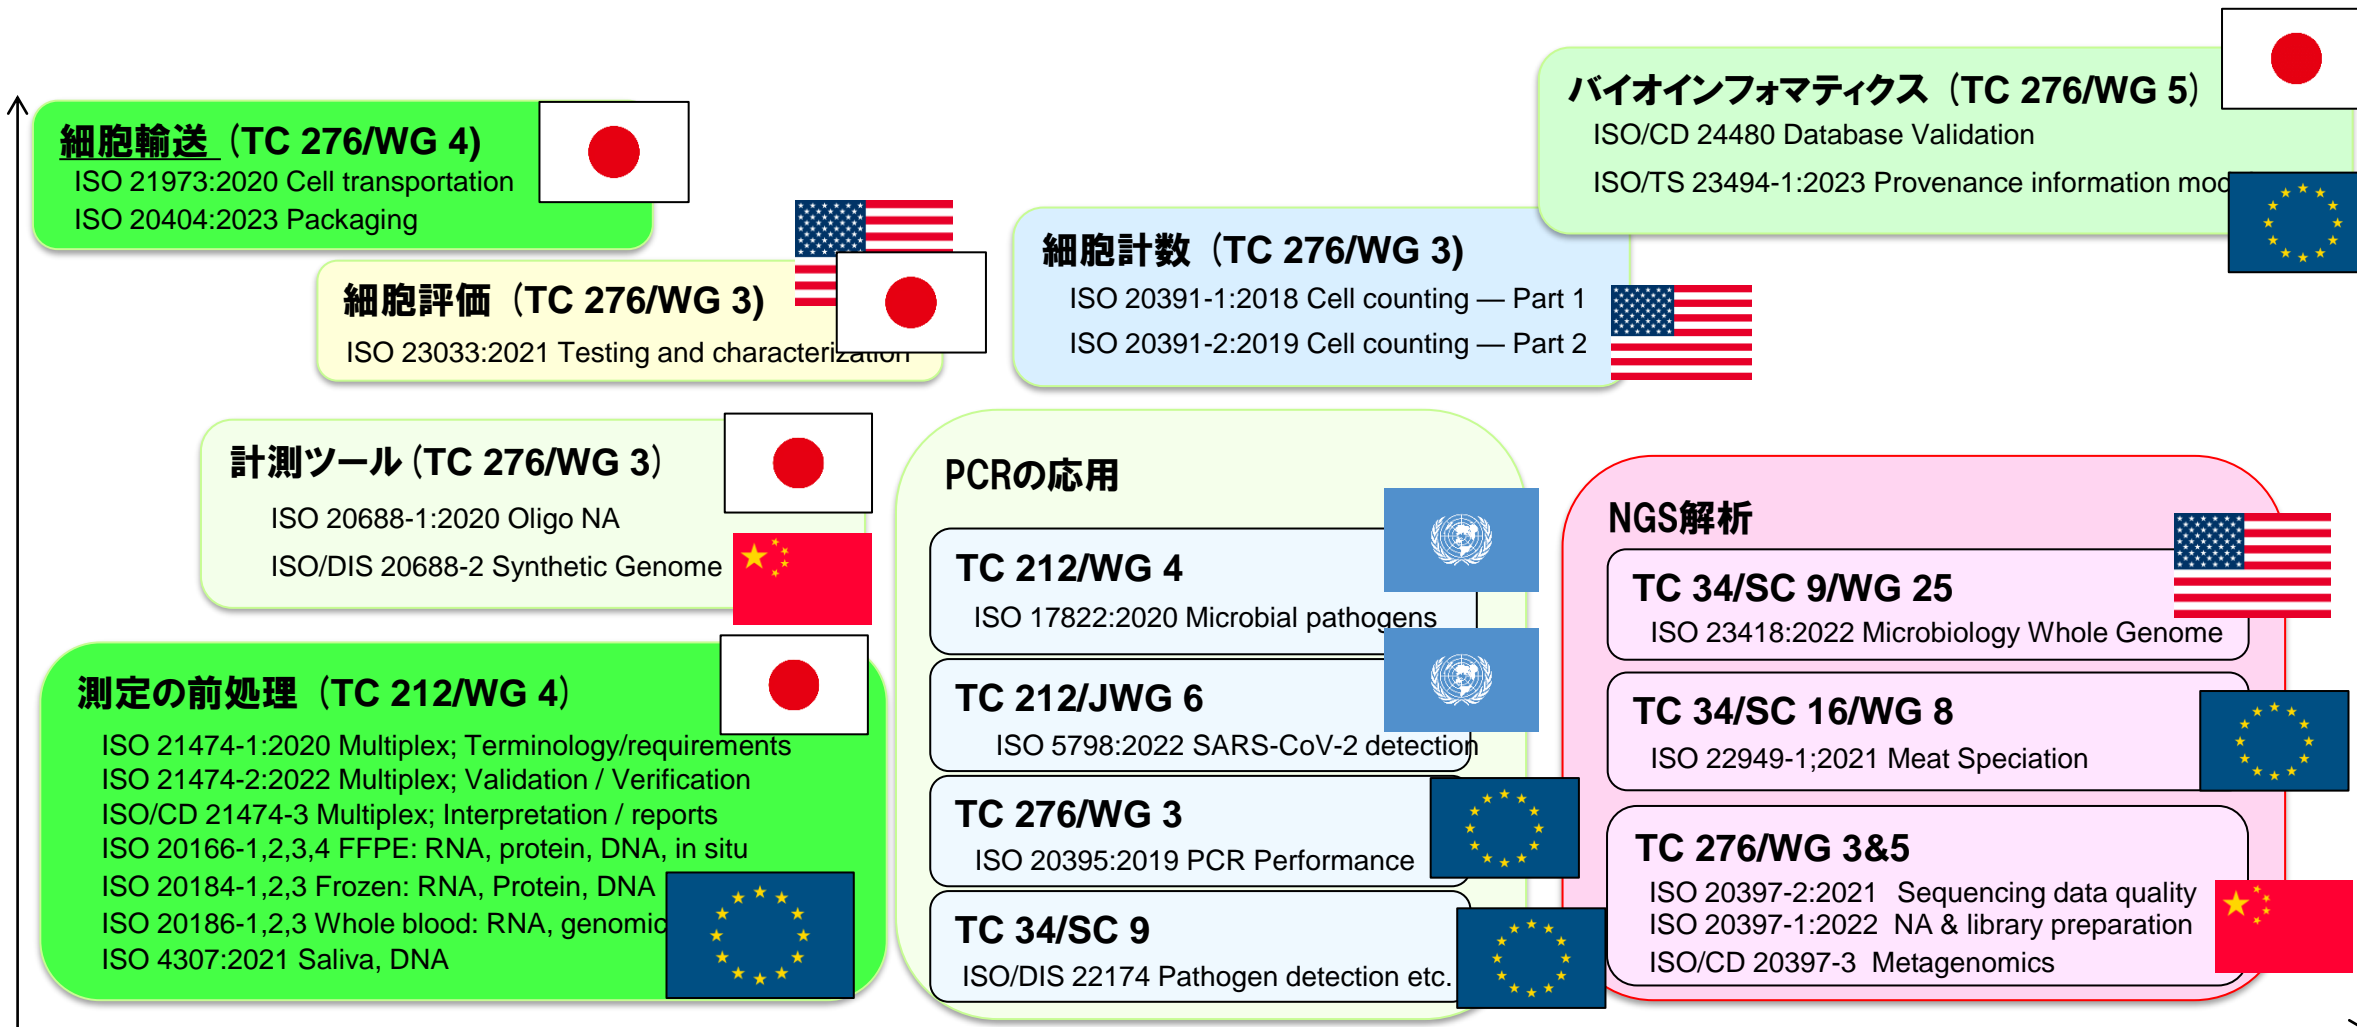 細胞輸送（TC 276/WG 4)
ISO 21973:2020 Cell transportation
ISO 20404:2023 Packaging
細胞評価（TC 276/WG 3)
ISO 23033:2021 Testing and characterization
細胞計数（TC 276/WG 3)
ISO 20391-1:2018 Cell counting — Part 1
ISO 20391-2:2019 Cell counting — Part 2
バイオインフォマティクス（TC 276/WG 5)
ISO/CD 24480 Database Validation
ISO/TS 23494-1:2023 Provenance information
計測ツール（TC 276/WG 3）
ISO 20688-1:2020 Oligo NA
ISO/DIS 20688-2 Synthetic Genome
測定の前処理（TC 212/WG 4）
ISO 21474-1:2020 Multiplex; Terminology/requirements
ISO 21474-2:2022 Multiplex; Validation / Verification
ISO/CD 21474-3 Multiplex; Interpretation / reports
ISO 20166-1,2,3,4 FFPE: RNA, protein, DNA, in situ
ISO 20184-1,2,3 Frozen: RNA, Protein, DNA
ISO 20186-1,2,3 Whole blood: RNA, genomic
ISO 4307:2021 Saliva, DNA
PCRの応用
TC 212/WG 4
ISO 17822:2020 Microbial pathogens
TC 212/JWG 6
ISO 5798:2022 SARS-CoV-2 detection
TC 276/WG 3
ISO 20395:2019 PCR Performance
TC 34/SC 9
ISO/DIS 22174 Pathogen detection etc.
NGS解析
TC 34/SC 9/WG 25
ISO 23418:2022 Microbiology Whole Genome
TC 34/SC 16/WG 8
ISO 22949-1;2021 Meat Speciation
TC 276/WG 3&5
ISO 20397-2:2021 Sequencing data quality
ISO 20397-1:2022 NA & library preparation
ISO/CD 20397-3 Metagenomics